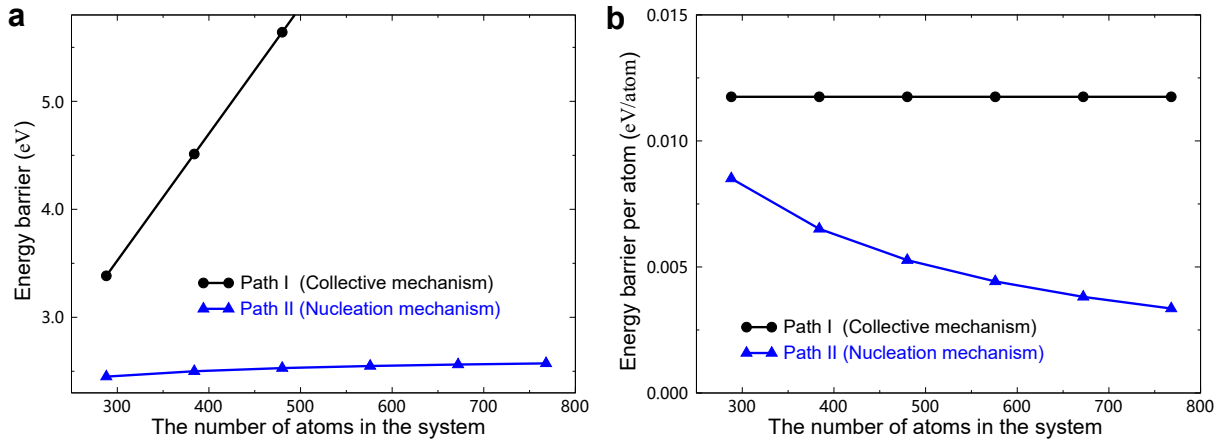 a
Energy barrier (eV)
5.0
4.0
3.0
Path I (Collective mechanism)
Path II (Nucleation mechanism)
300 400 500 600 700 800
The number of atoms in the system
b
Energy barrier per atom (eV/atom)
0.015
0.010
0.005
0.000
Path I (Collective mechanism)
Path II (Nucleation mechanism)
300 400 500 600 700 800
The number of atoms in the system